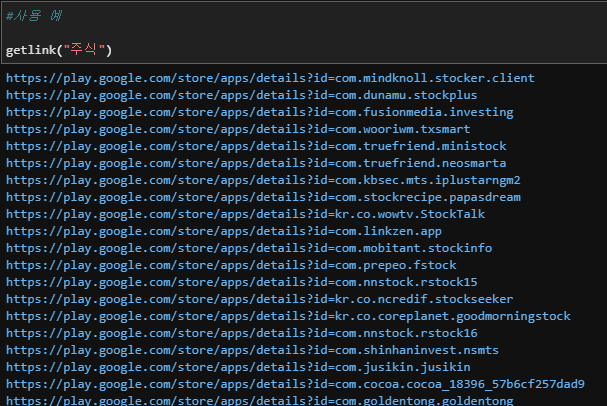 #사용 예
getlink("주식")
https://play.google.com/store/apps/details?id=com.mindknoll.stocker.client
https://play.google.com/store/apps/details?id=com.dunamu.stockplus
https://play.google.com/store/apps/details?id=com.fusionmedia.investing
https://play.google.com/store/apps/details?id=com.wooriwm.txsmart
https://play.google.com/store/apps/details?id=com.truefriend.ministock
https://play.google.com/store/apps/details?id=com.truefriend.neosmarta
https://play.google.com/store/apps/details?id=com.kbsec.mts.iplustarngm2
https://play.google.com/store/apps/details?id=com.stockrecipe.papasdream
https://play.google.com/store/apps/details?id=kr.co.wowtv.StockTalk
https://play.google.com/store/apps/details?id=com.linkzen.app
https://play.google.com/store/apps/details?id=com.mobitant.stockinfo
https://play.google.com/store/apps/details?id=com.prepeo.fstock
https://play.google.com/store/apps/details?id=com.nnstock.rstock15
https://play.google.com/store/apps/details?id=kr.co.ncredif.stockseeker
https://play.google.com/store/apps/details?id=kr.co.coreplanet.goodmorningstock
https://play.google.com/store/apps/details?id=com.nnstock.rstock16
https://play.google.com/store/apps/details?id=com.shinhaninvest.nsmts
https://play.google.com/store/apps/details?id=com.jusikin.jusikin
https://play.google.com/store/apps/details?id=com.cocoa.cocoa_18396_57b6cf257dad9
https://play.google.com/store/apps/details?id=com.goldentong.goldentong